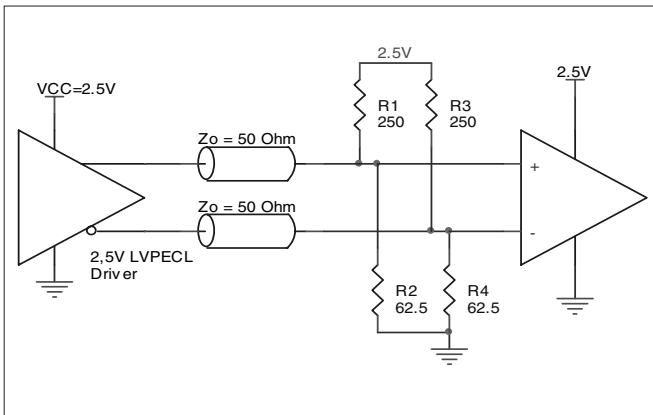 2.5V
VCC=2.5V
2.5V
R1
250
R3
250
Zo = 50 Ohm
+
Zo = 50 Ohm
-
2,5V LVPECL
Driver
R2
62.5
R4
62.5